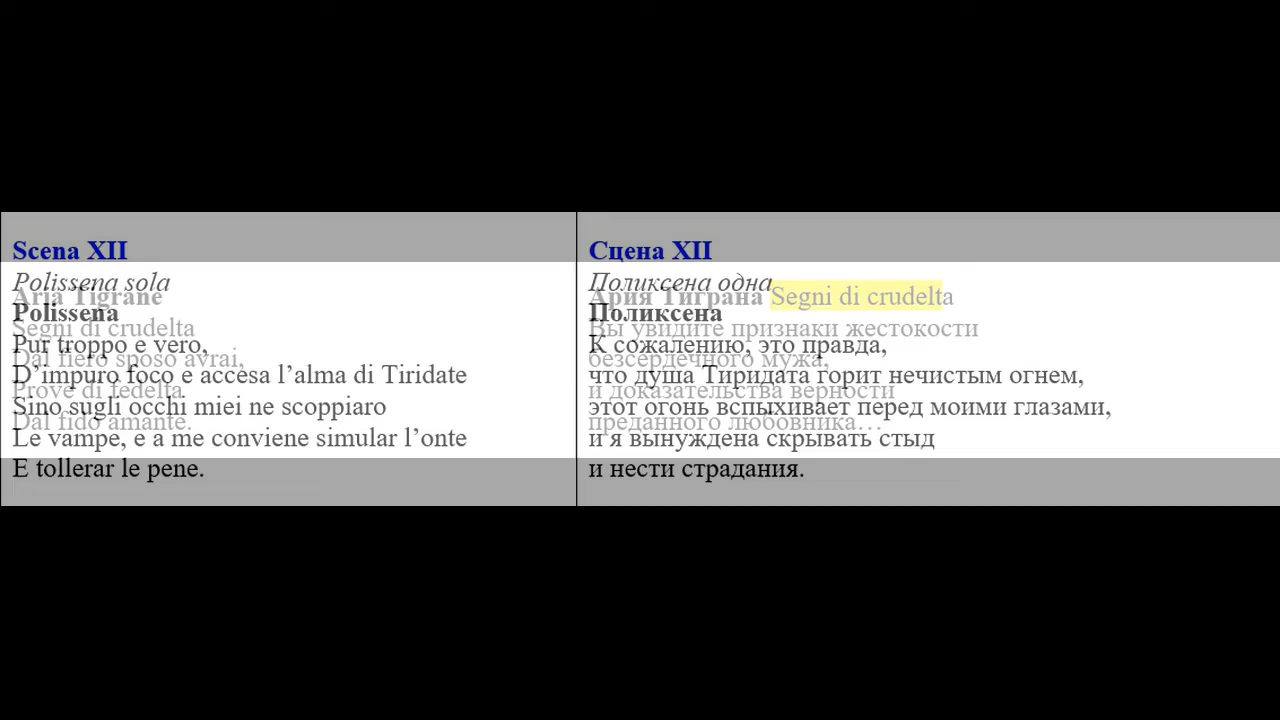 Scena XII
Polissena sola
Polissena
Pur troppo e vero,
D’impuro foco e accesa l’alma di Tiridate
Sino sugli occhi miei ne scoppiaro
Le vampe, e a me conviene simular l’onte
E tollerar le pene.
Aria Tigrane
Segni di crudelta
Dal fiero sposo avrai,
Prove di fedelta
Dal fido amante.
Сцена XII
Поликсена одна
Поликсена
К сожалению, это правда,
что душа Тиридата горит нечистым огнем,
этот огонь вспыхивает перед моими глазами,
и я вынуждена скрывать стыд
и нести страдания.
Ария Тиграна Segni di crudelta
Вы увидите признаки жестокости
безсердечного мужа,
и доказательства верности
преданного любовника…